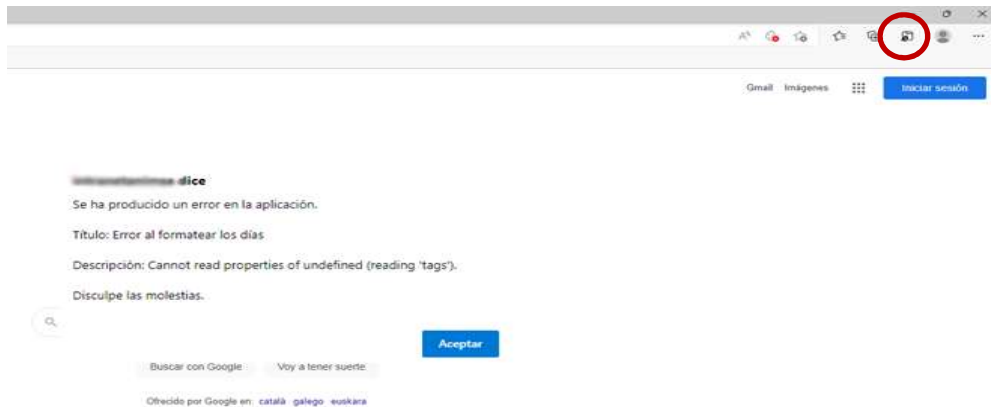 Gmail Imágenes
Iniciar sesión
dice
Se ha producido un error en la aplicación.
Título: Error al formatear los días
Descripción: Cannot read properties of undefined (reading 'tags').
Disculpe las molestias.
Aceptar
Buscar con Google Voy a tener suerte
Ofrecido por Google en: català galego euskara